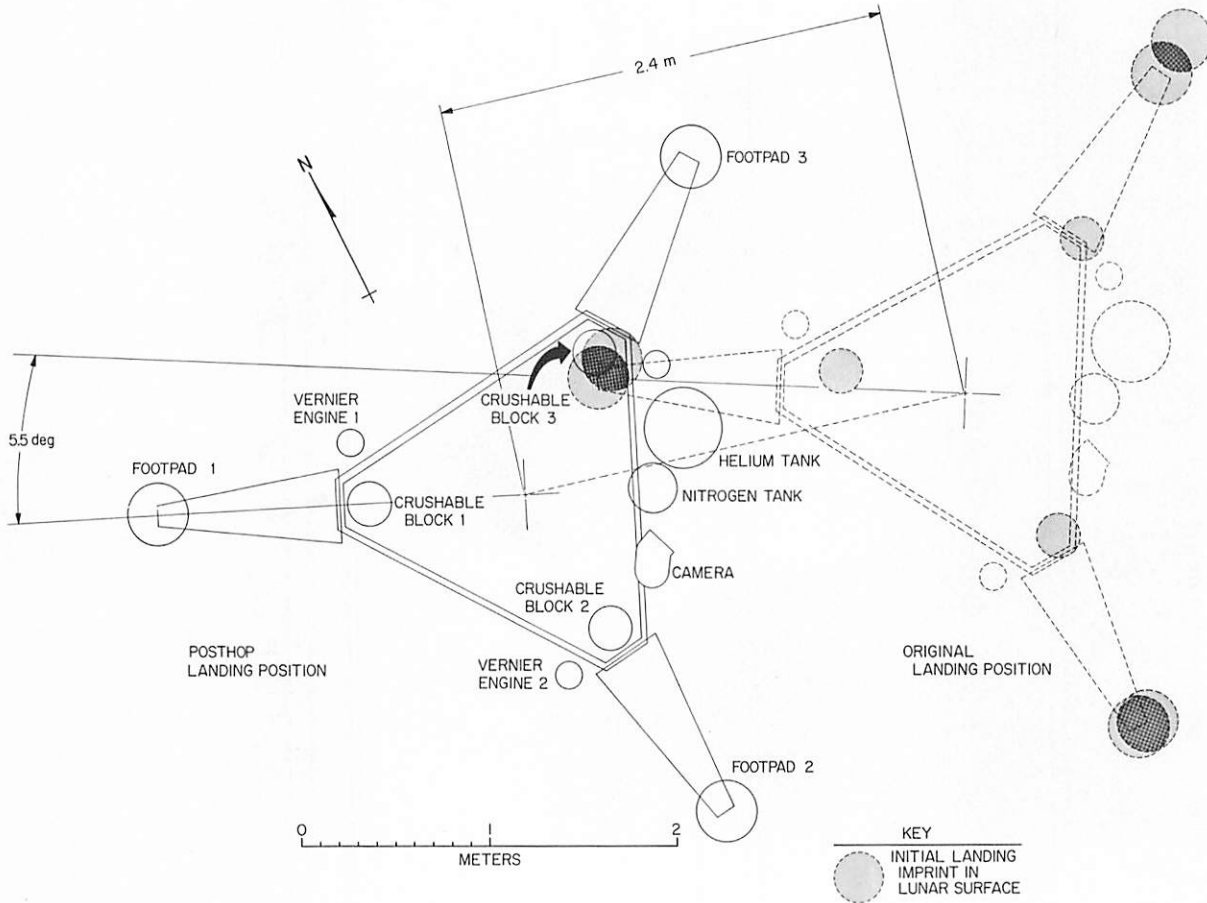 2.4 m
N
FOOTPAD 3
5.5 deg
VERNIER
ENGINE 1
CRUSHABLE
BLOCK 3
FOOTPAD 1
HELIUM TANK
NITROGEN TANK
CRUSHABLE
BLOCK 1
CAMERA
CRUSHABLE
BLOCK 2
POSTHOP
LANDING POSITION
VERNIER
ENGINE 2
ORIGINAL
LANDING POSITION
FOOTPAD 2
0 1 2
METERS
KEY
INITIAL LANDING
IMPRINT IN
LUNAR SURFACE